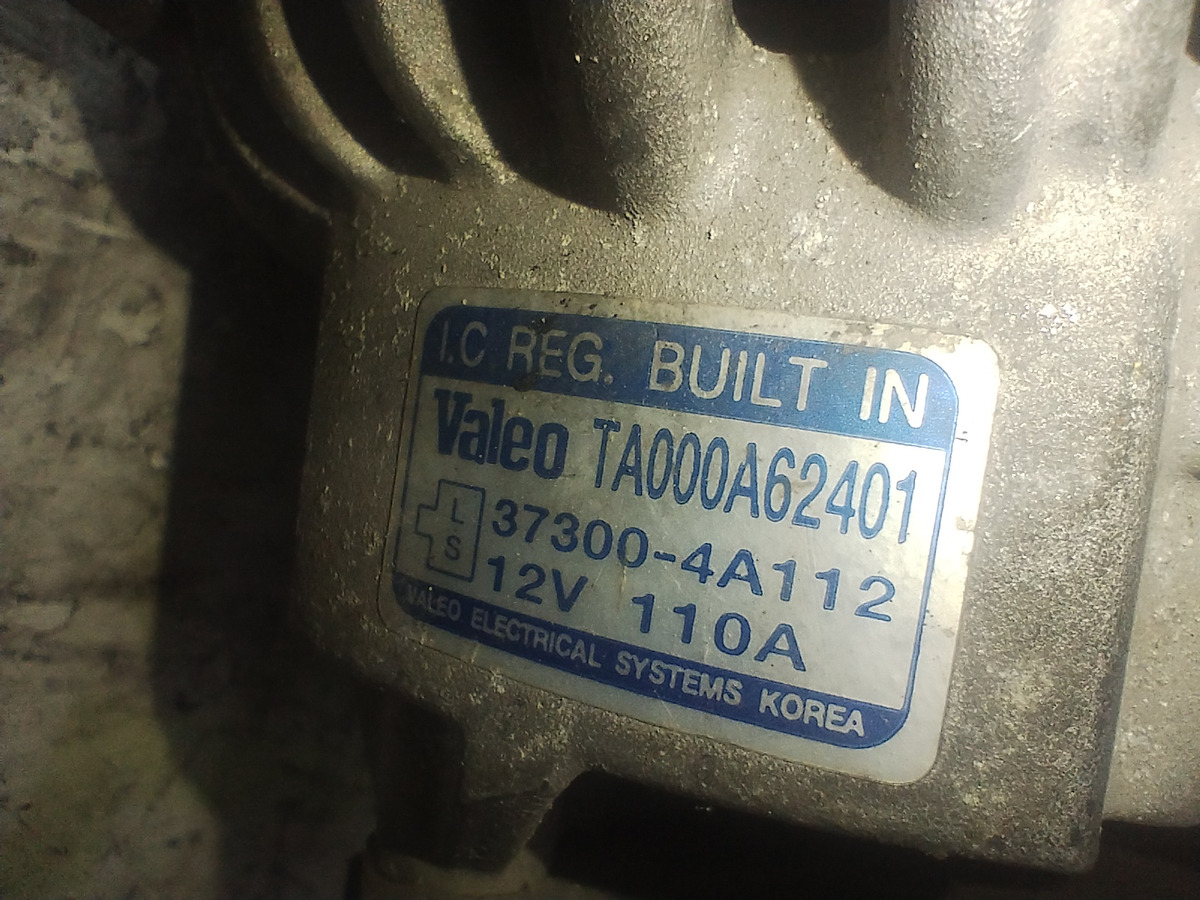 I.C REG. BUILT IN
Valeo TA000A62401
L 37300-4A112
S
12V 110A
VALEO ELECTRICAL SYSTEMS KOREA